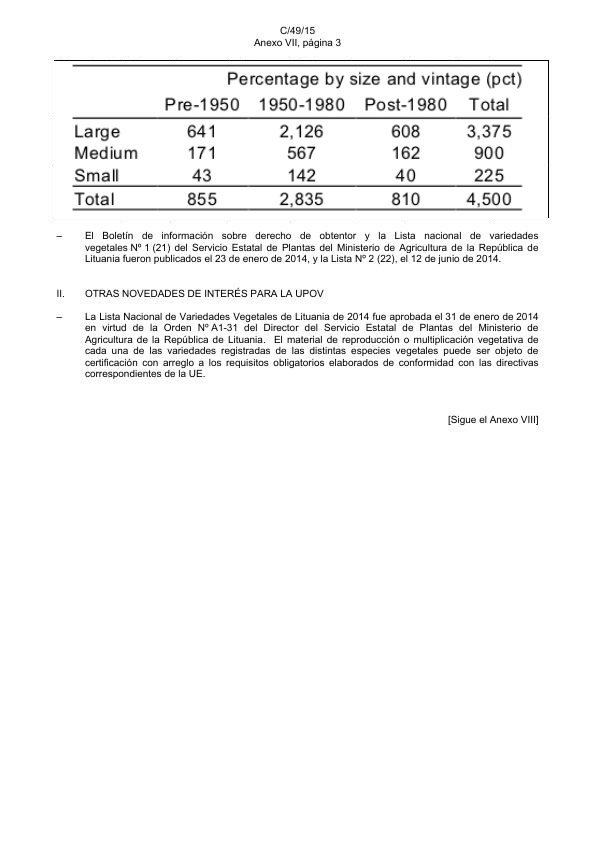 C/49/15
Anexo VII, página 3
Percentage by size and vintage (pct)
Pre-1950 1950-1980 Post-1980 Total
Large 641 2,126 608 3,375
Medium 171 567 162 900
Small 43 142 40 225
Total 855 2,835 810 4,500
– El Boletín de información sobre derecho de obtentor y la Lista nacional de variedades
vegetales Nº 1 (21) del Servicio Estatal de Plantas del Ministerio de Agricultura de la República de
Lituania fueron publicados el 23 de enero de 2014, y la Lista Nº 2 (22), el 12 de junio de 2014.
II. OTRAS NOVEDADES DE INTERÉS PARA LA UPOV
– La Lista Nacional de Variedades Vegetales de Lituania de 2014 fue aprobada el 31 de enero de 2014
en virtud de la Orden Nº A1-31 del Director del Servicio Estatal de Plantas del Ministerio de
Agricultura de la República de Lituania. El material de reproducción o multiplicación vegetativa de
cada una de las variedades registradas de las distintas especies vegetales puede ser objeto de
certificación con arreglo a los requisitos obligatorios elaborados de conformidad con las directivas
correspondientes de la UE.
[Sigue el Anexo VIII]